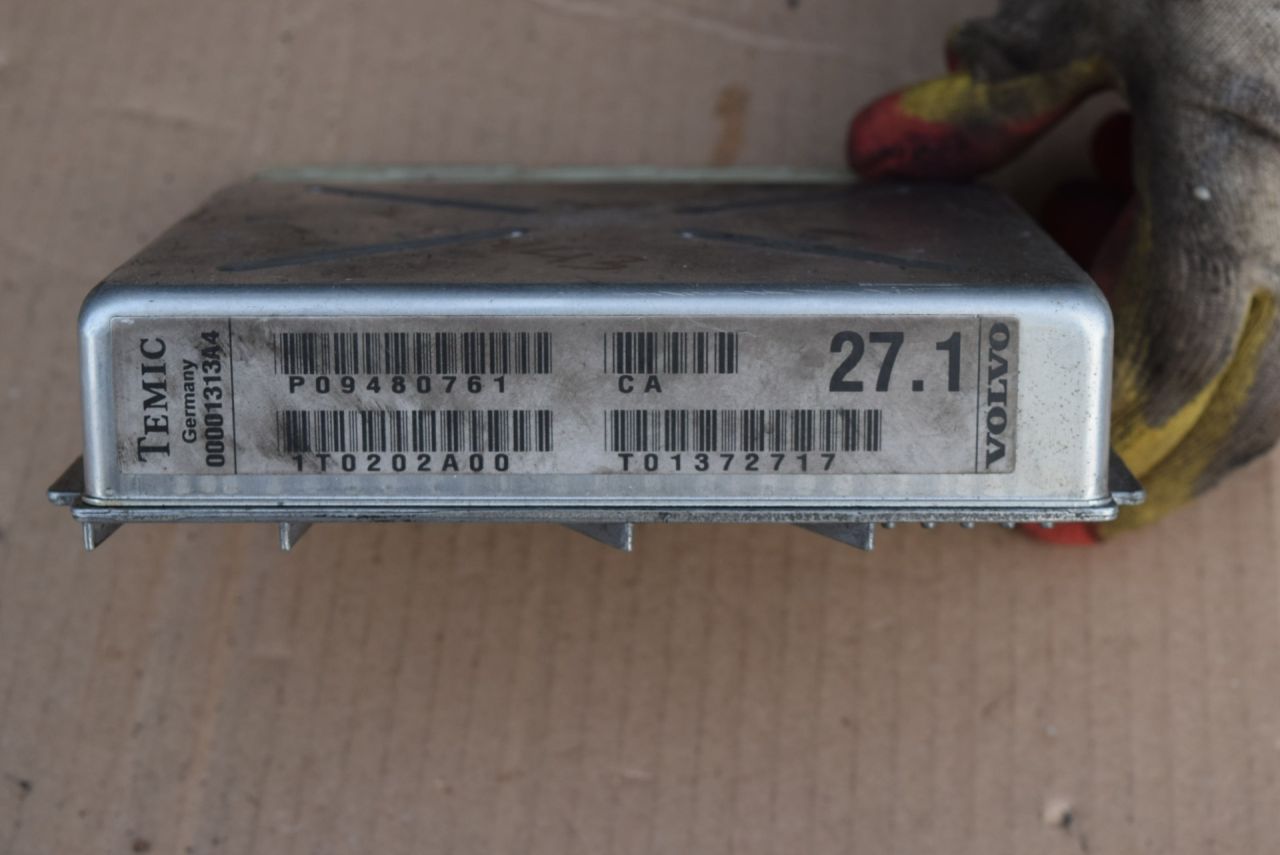 TEMIC
Germany
00001313A4
P09480761
CA
27.1
1T0202A00
T01372717
VOLVO